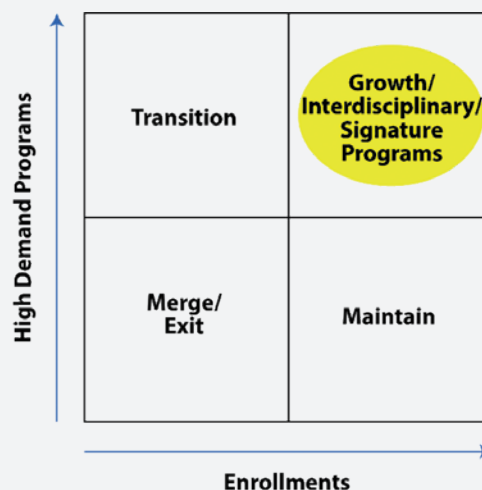 High Demand Programs
Transition
Growth/
Interdisciplinary/
Signature
Programs
Merge/
Exit
Maintain
Enrollments